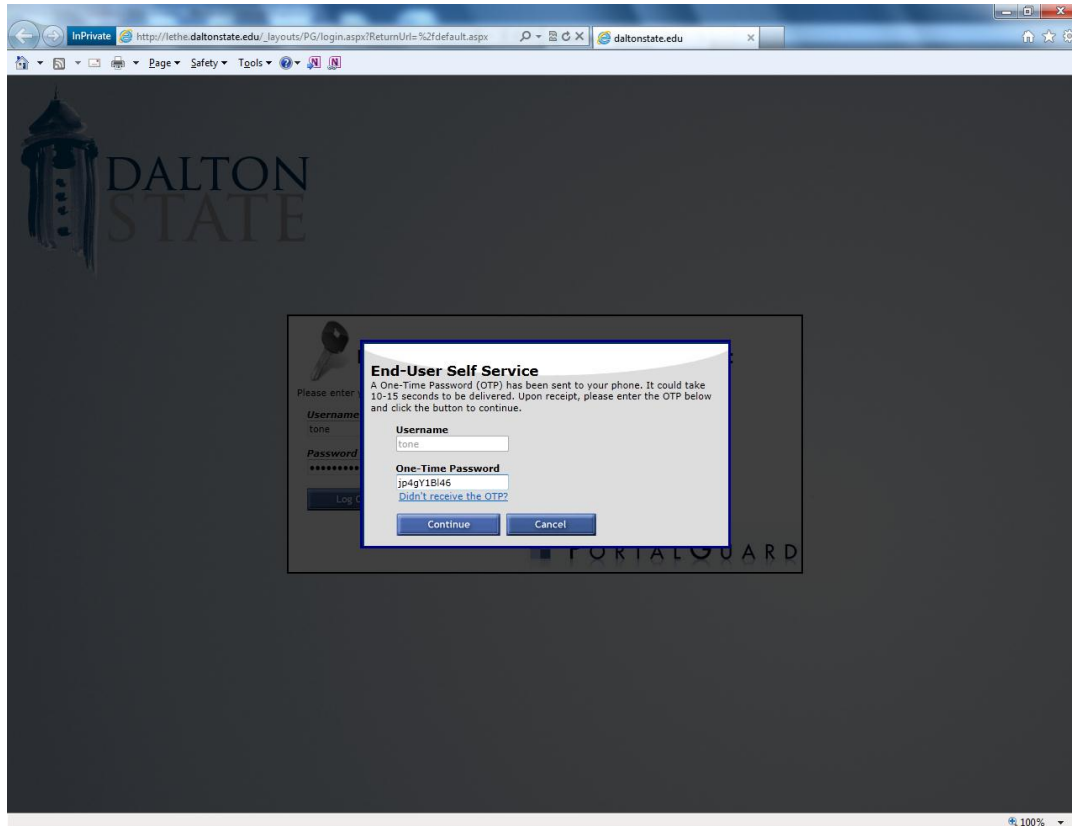 InPrivate http://lethe.daltonstate.edu/_layouts/PG/login.aspx?ReturnUrl=%2fdefault.aspx daltonstate.edu
Page Safety Tools
DALTON
STATE
End-User Self Service
A One-Time Password (OTP) has been sent to your phone. It could take
10-15 seconds to be delivered. Upon receipt, please enter the OTP below
and click the button to continue.
Username
tone
One-Time Password
jp4gY1Bl46
Didn't receive the OTP?
Continue Cancel
Please enter
Username
tone
Password
Log
PORTALGUARD
100%